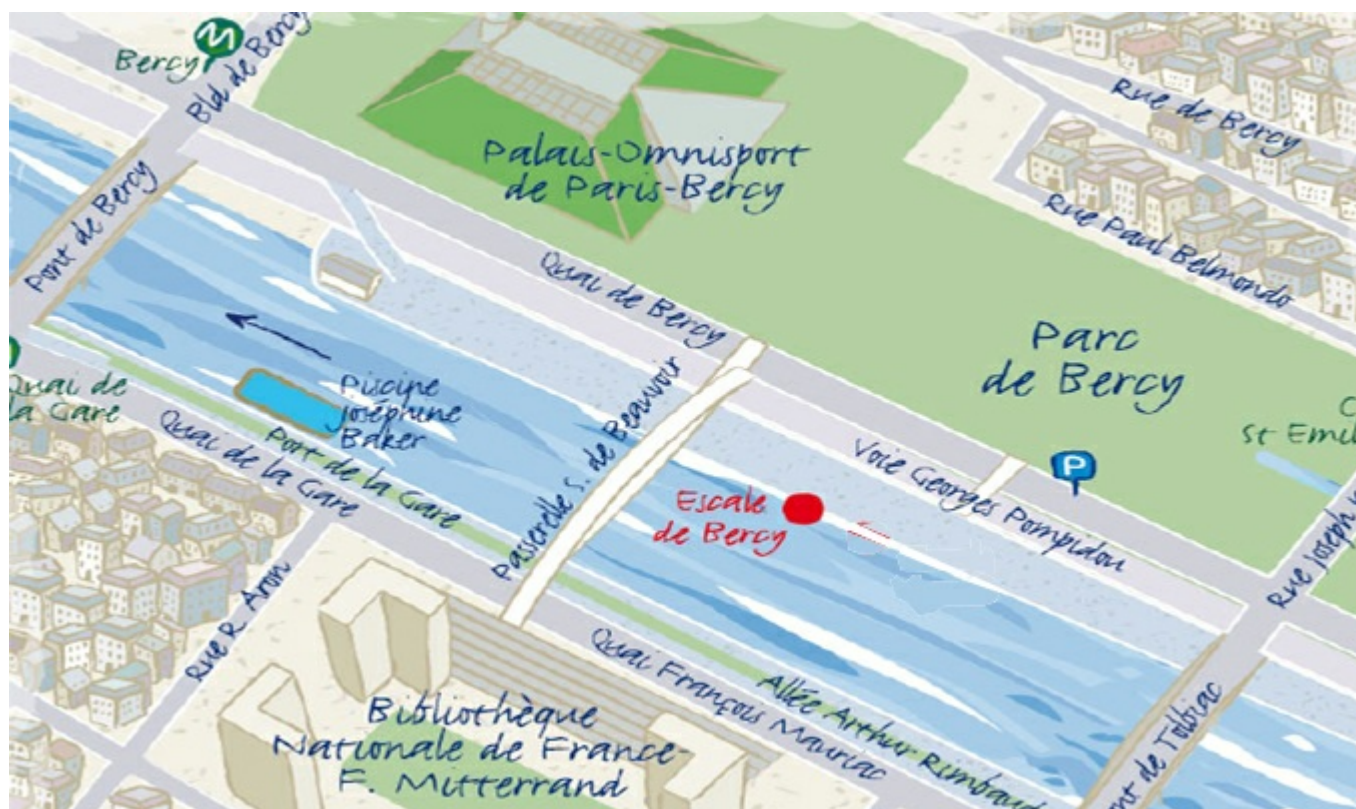 M
Bercy
Bld de Bercy
Pont de Bercy
Palais-Omnisport
de Paris-Bercy
Rue de Bercy
Rue Paul Belmondo
Quai de Bercy
Parc
de Bercy
Quai de
la Gare
Piscine
Joséphine
Baker
Quai de la Gare
Port de la Gare
Passerelle S. de Beauvoir
Voie Georges Pompidou
P
St Emil
Escale
de Bercy
Rue Joseph
Rue R. Aron
Quai François Mauriac
Allée Arthur Rimbaud
Bibliothèque
Nationale de France-
F. Mitterrand
de Tolbiac